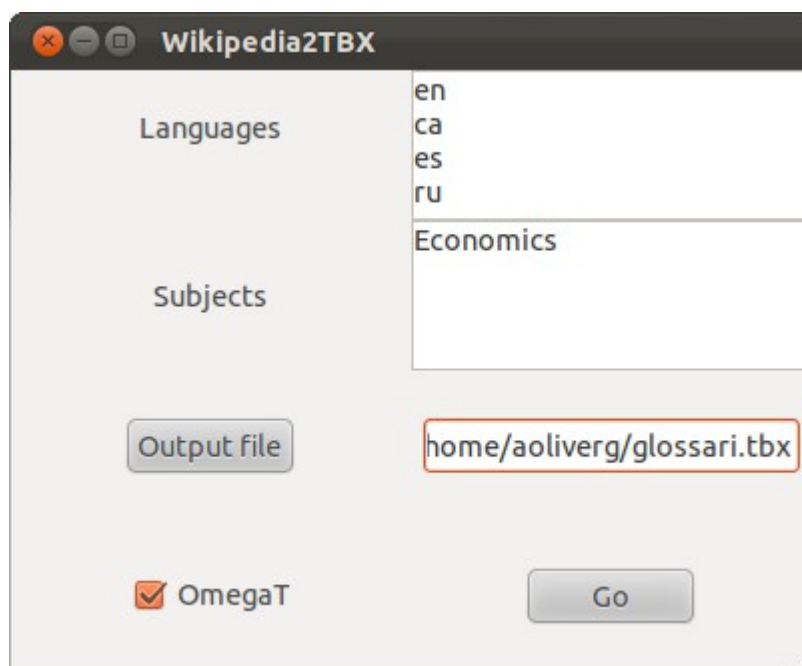 Wikipedia2TBX
Languages
en
ca
es
ru
Subjects
Economics
Output file
home/aoliverg/glossari.tbx
OmegaT
Go